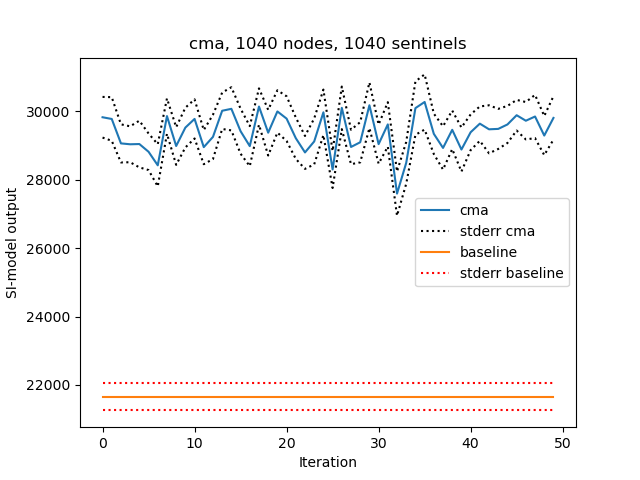 cma, 1040 nodes, 1040 sentinels
SI-model output
30000
28000
26000
24000
22000
cma
stderr cma
baseline
stderr baseline
0 10 20 30 40 50
Iteration